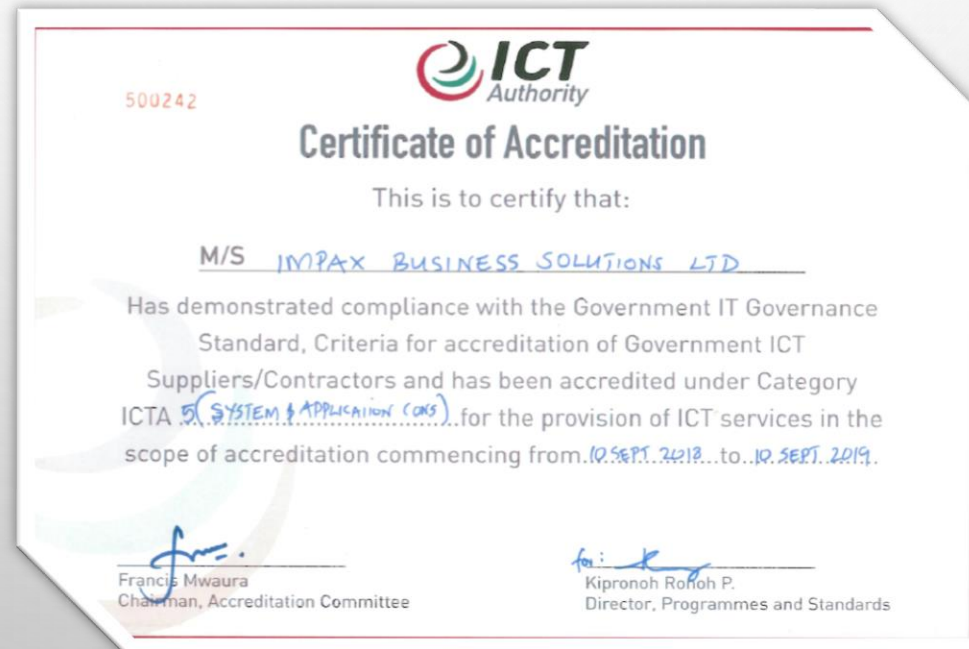 ICT
Authority
500242
Certificate of Accreditation
This is to certify that:
M/S IMPAX BUSINESS SOLUTIONS LTD
Has demonstrated compliance with the Government IT Governance
Standard, Criteria for accreditation of Government ICT
Suppliers/Contractors and has been accredited under Category
ICTA 5(SYSTEM & APPLICATION CONS) for the provision of ICT services in the
scope of accreditation commencing from 10 SEPT 2018 to 10 SEPT 2019.
for:
Francis Mwaura
Chairman, Accreditation Committee
Kipronoh Ronoh P.
Director, Programmes and Standards